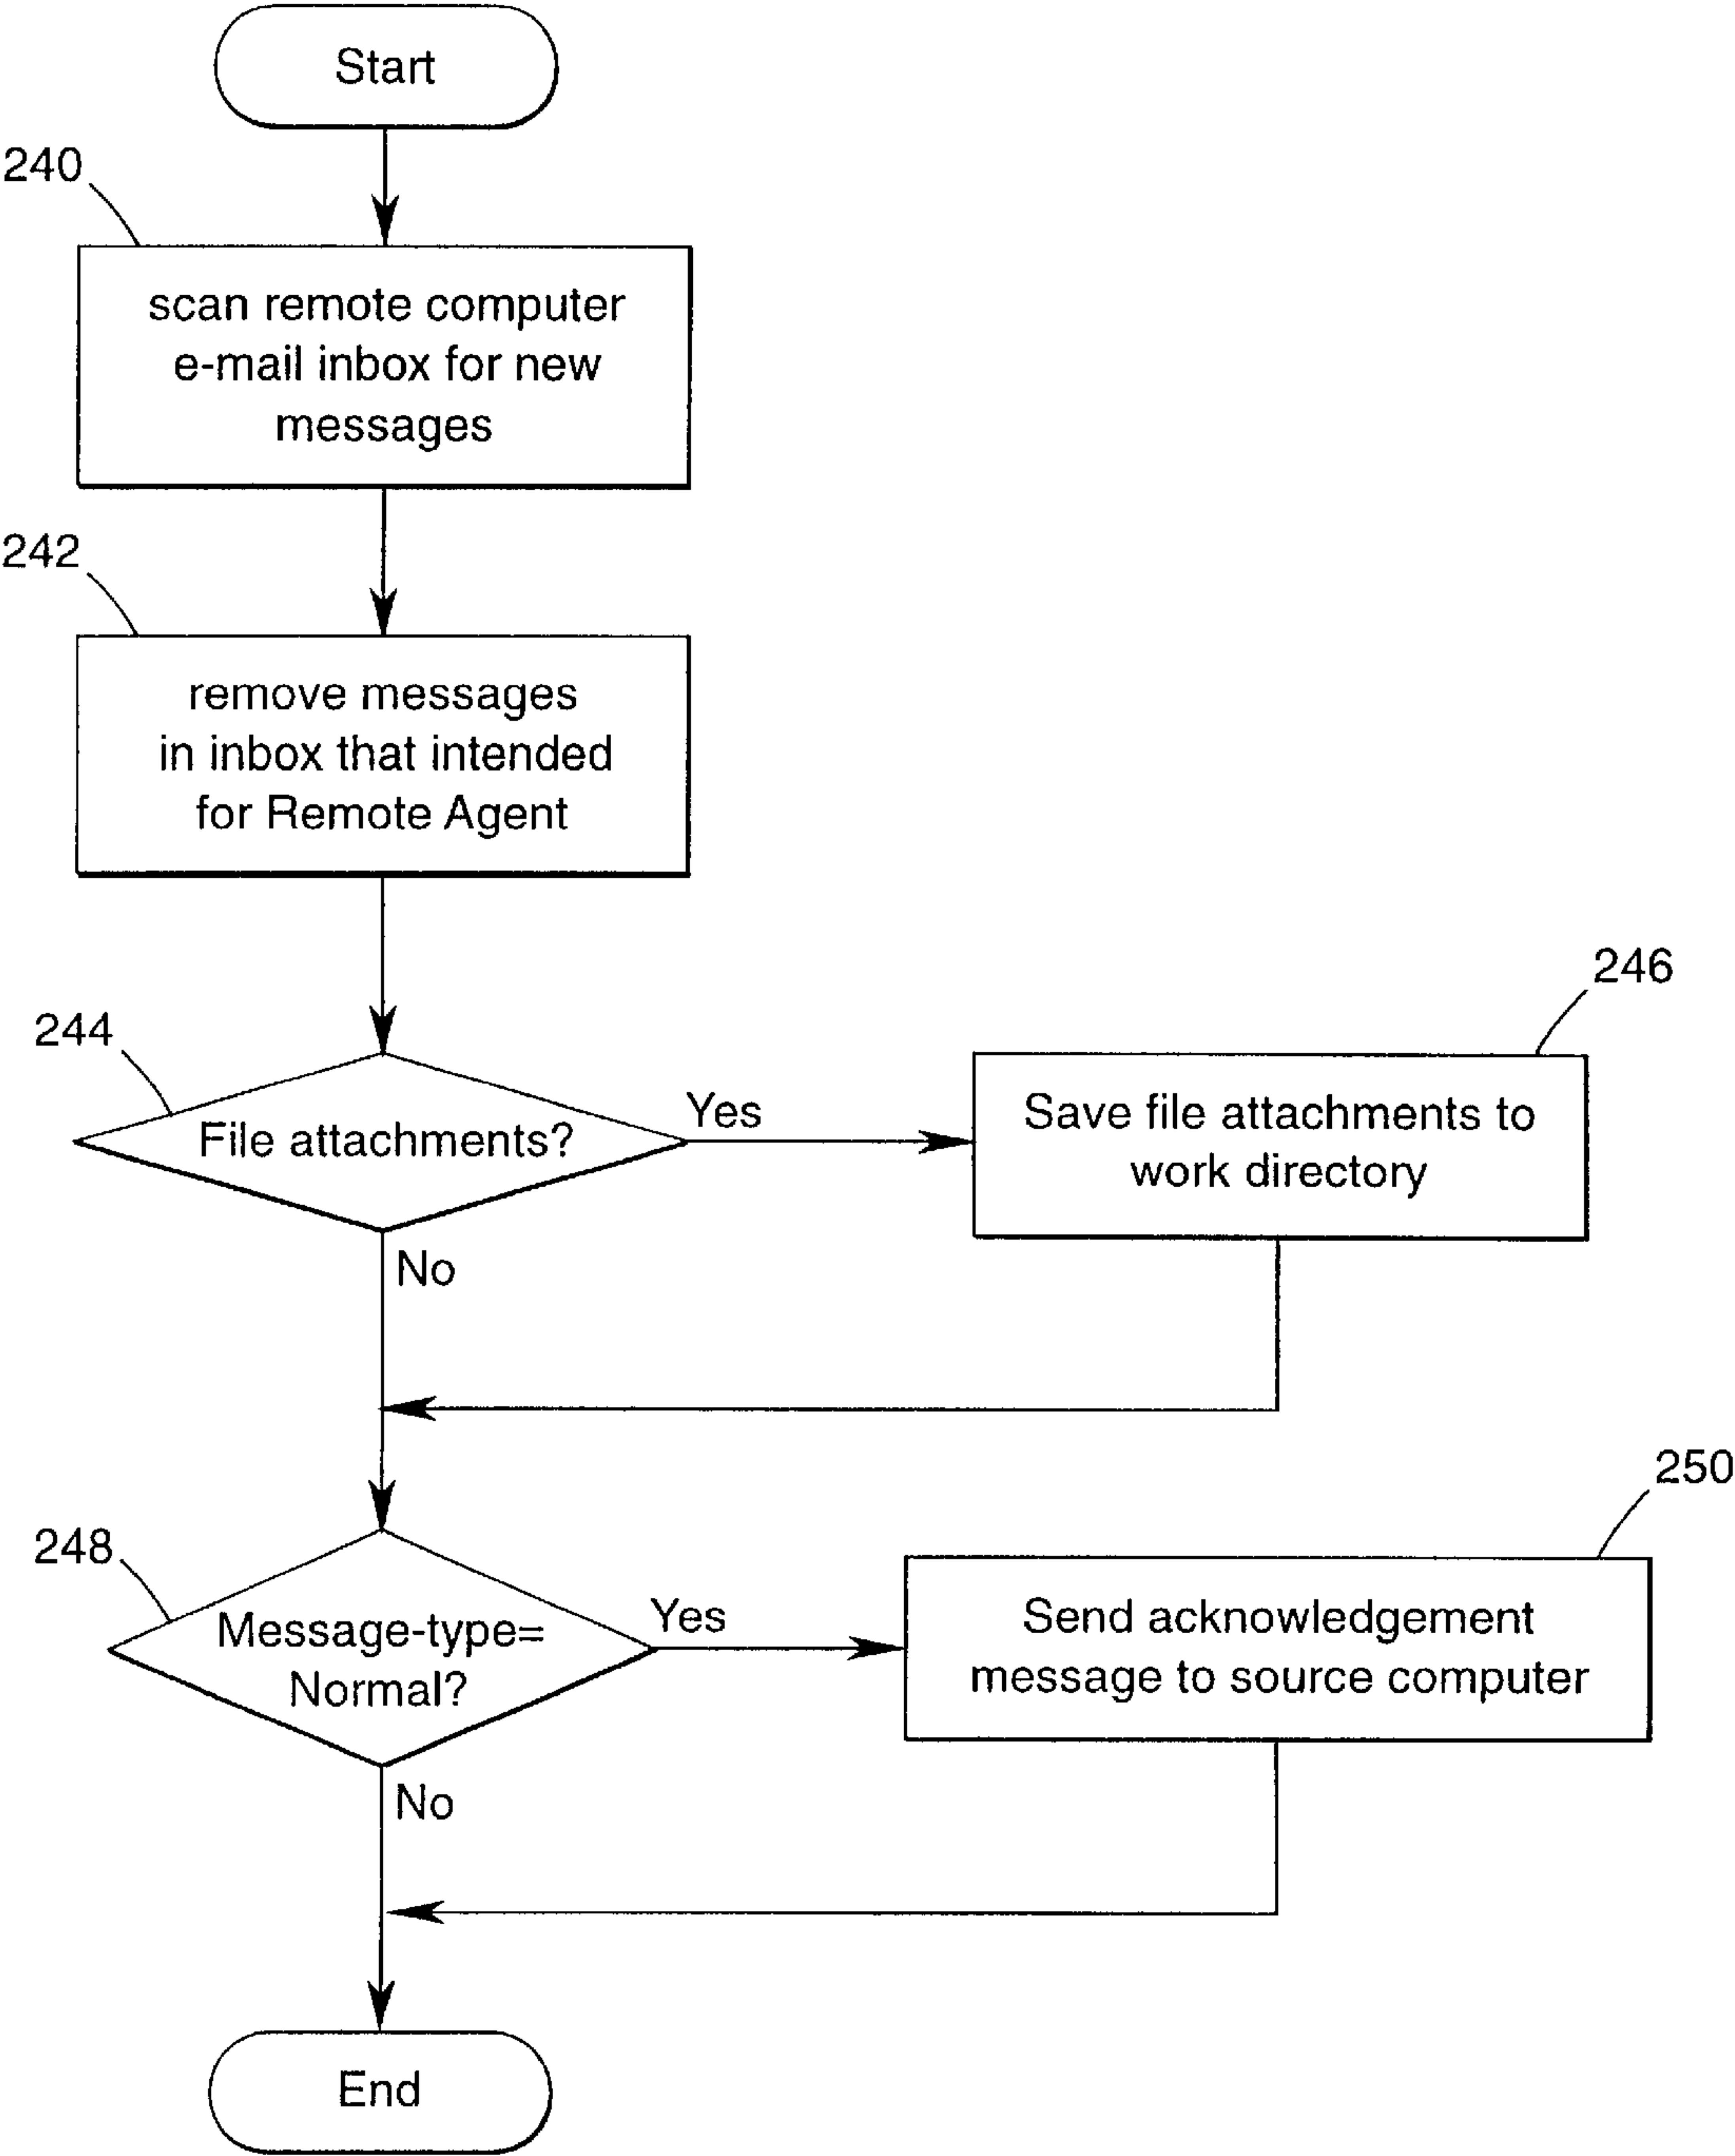 Start
240
scan remote computer
e-mail inbox for new
messages
242
remove messages
in inbox that intended
for Remote Agent
244
File attachments?
Yes
246
Save file attachments to
work directory
No
248
Message-type=
Normal?
Yes
250
Send acknowledgement
message to source computer
No
End